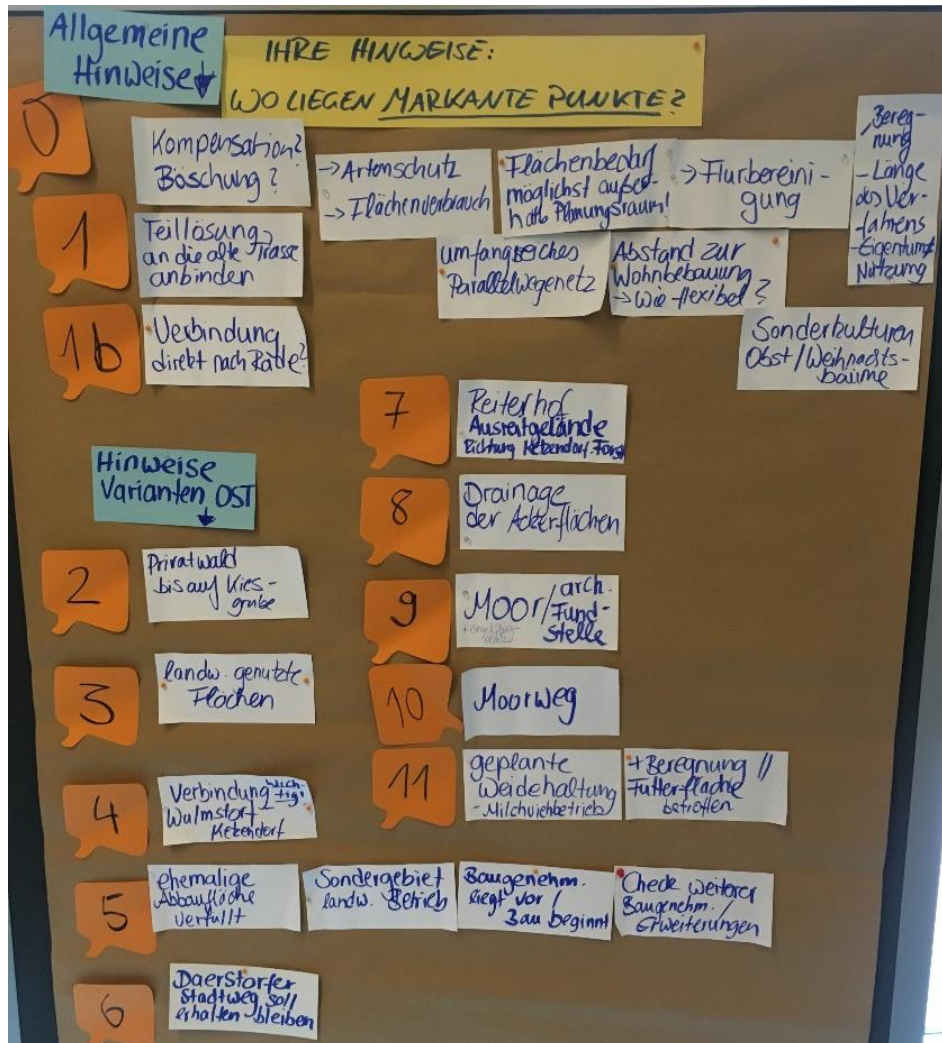 Allgemeine
Hinweise
IHRE HINWEISE:
WO LIEGEN MARKANTE PUNKTE?
0
Kompensation?
Böschung?
→ Artenschutz
→ Flächenverbrauch
Flächenbedarf
möglichst außer-
halb Planungsraum!
→ Flurbereini-
gung
Bereg-
nung
- Länge
des Ver-
fahrens
- Eigentum
Nutzung
1
Teillösung
an die alte Trasse
anbinden
umfangreiches
Parallelwegenetz
Abstand zur
Wohnbebauung
→ Wie flexibel?
1b
Verbindung
direkt nach Rade?
Sonderkulturen
Obst/Weihnachts-
bäume
Hinweise
Varianten OST
2
Privatwald
bis auf Kies-
grube
3
landw. genutzte
Flächen
4
Verbindung wich-
tig!
Wulmstorf-
Ketzendorf
5
ehemalige
Abbaufläche
verfüllt
Sondergebiet
landw. Betrieb
Baugenehm.
liegt vor /
Bau beginnt
Check weiterer
Baugenehm. /
Erweiterungen
6
Daerstorfer
Stadtweg soll
erhalten bleiben
7
Reiterhof
Ausreitgelände
Richtung Ketzendorf. Forst
8
Drainage
der Ackerflächen
9
Moor/arch.
Fund-
stelle
10
Moorweg
11
geplante
Weidehaltung
- Milchviehbetrieb
+ Beregnung //
Futterfläche
betroffen